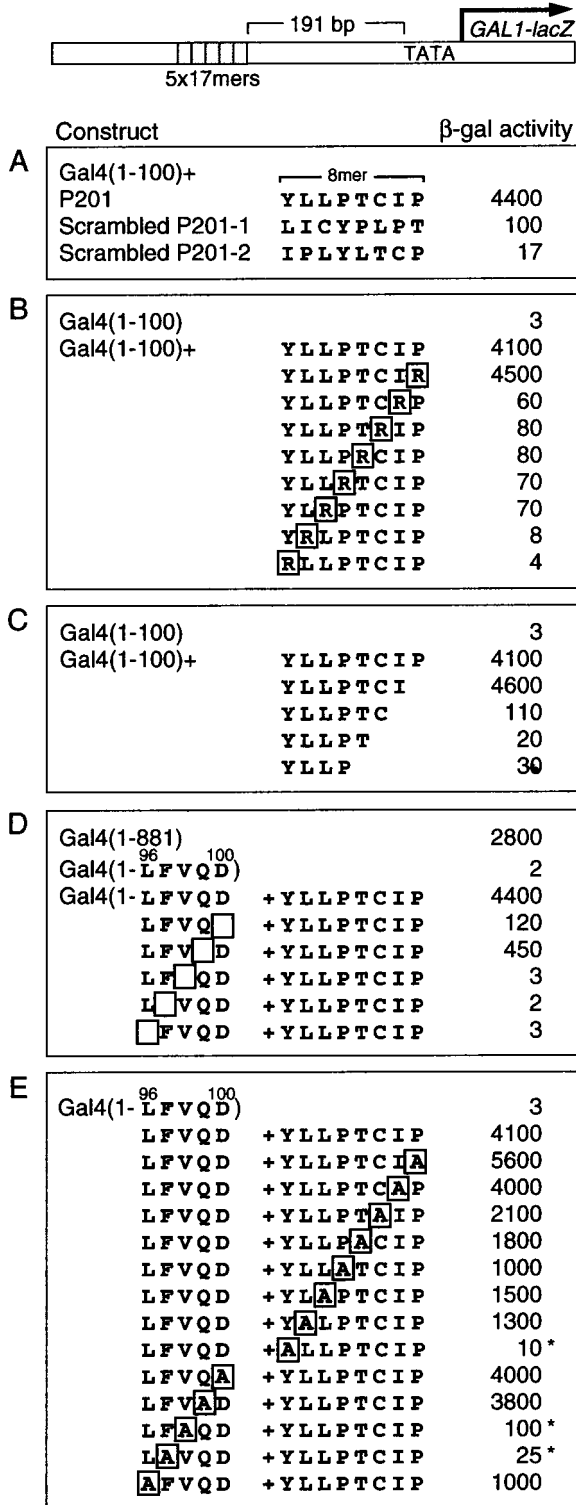 191 bp
GAL1-lacZ
TATA
5x17mers
Construct β-gal activity
A
Gal4(1-100)+ 8mer
P201 YLLPTCIP 4400
Scrambled P201-1 LICYPLPT 100
Scrambled P201-2 IPLYLTCP 17
B
Gal4(1-100) 3
Gal4(1-100)+ YLLPTCIP 4100
YLLPTCIR 4500
YLLPTCRP 60
YLLPTRIP 80
YLLPRCIP 80
YLLRTCIP 70
YLRPTCIP 70
YRLPTCIP 8
RLLPTCIP 4
C
Gal4(1-100) 3
Gal4(1-100)+ YLLPTCIP 4100
YLLPTCI 4600
YLLPTC 110
YLLPT 20
YLLP 30
D
Gal4(1-881) 2800
96 100
Gal4(1-LFVQD) 2
Gal4(1-LFVQD +YLLPTCIP 4400
LFVQ +YLLPTCIP 120
LFV D +YLLPTCIP 450
LF QD +YLLPTCIP 3
L VQD +YLLPTCIP 2
FVQD +YLLPTCIP 3
E
96 100
Gal4(1-LFVQD) 3
LFVQD +YLLPTCIP 4100
LFVQD +YLLPTCIA 5600
LFVQD +YLLPTCAP 4000
LFVQD +YLLPTAIP 2100
LFVQD +YLLPACIP 1800
LFVQD +YLLATCIP 1000
LFVQD +YLAPTCIP 1500
LFVQD +YALPTCIP 1300
LFVQD +ALLPTCIP 10*
LFVQA +YLLPTCIP 4000
LFVAD +YLLPTCIP 3800
LFAQD +YLLPTCIP 100*
LAVQD +YLLPTCIP 25*
AFVQD +YLLPTCIP 1000